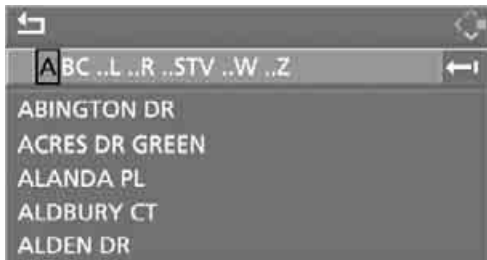 ABC ..L ..R ..STV ..W ..Z
ABINGTON DR
ACRES DR GREEN
ALANDA PL
ALDBURY CT
ALDEN DR